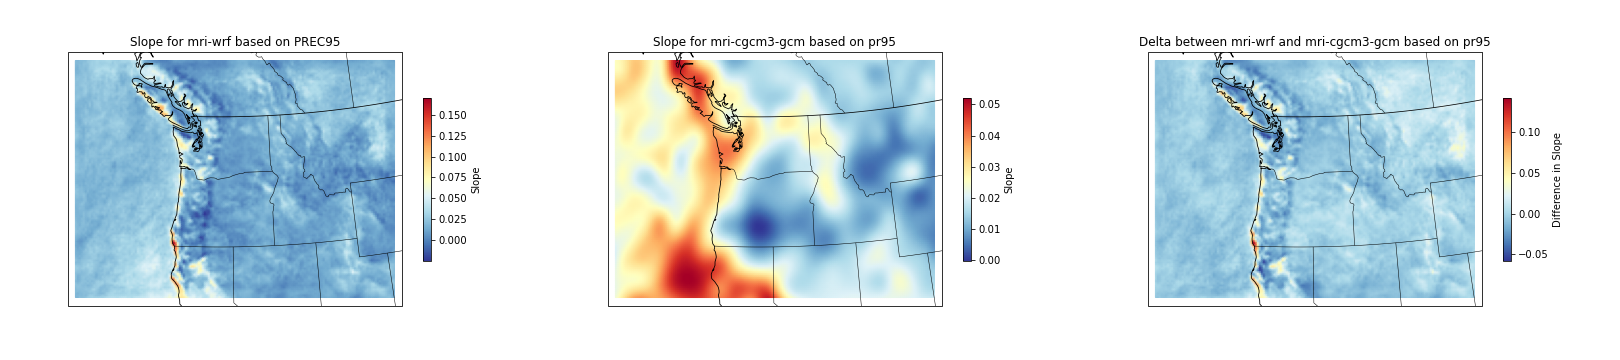 Slope for mri-wrf based on PREC95
0.150
0.125
0.100
0.075
0.050
0.025
0.000
Slope
Slope for mri-cgcm3-gcm based on pr95
0.05
0.04
0.03
0.02
0.01
0.00
Slope
Delta between mri-wrf and mri-cgcm3-gcm based on pr95
0.10
0.05
0.00
−0.05
Difference in Slope